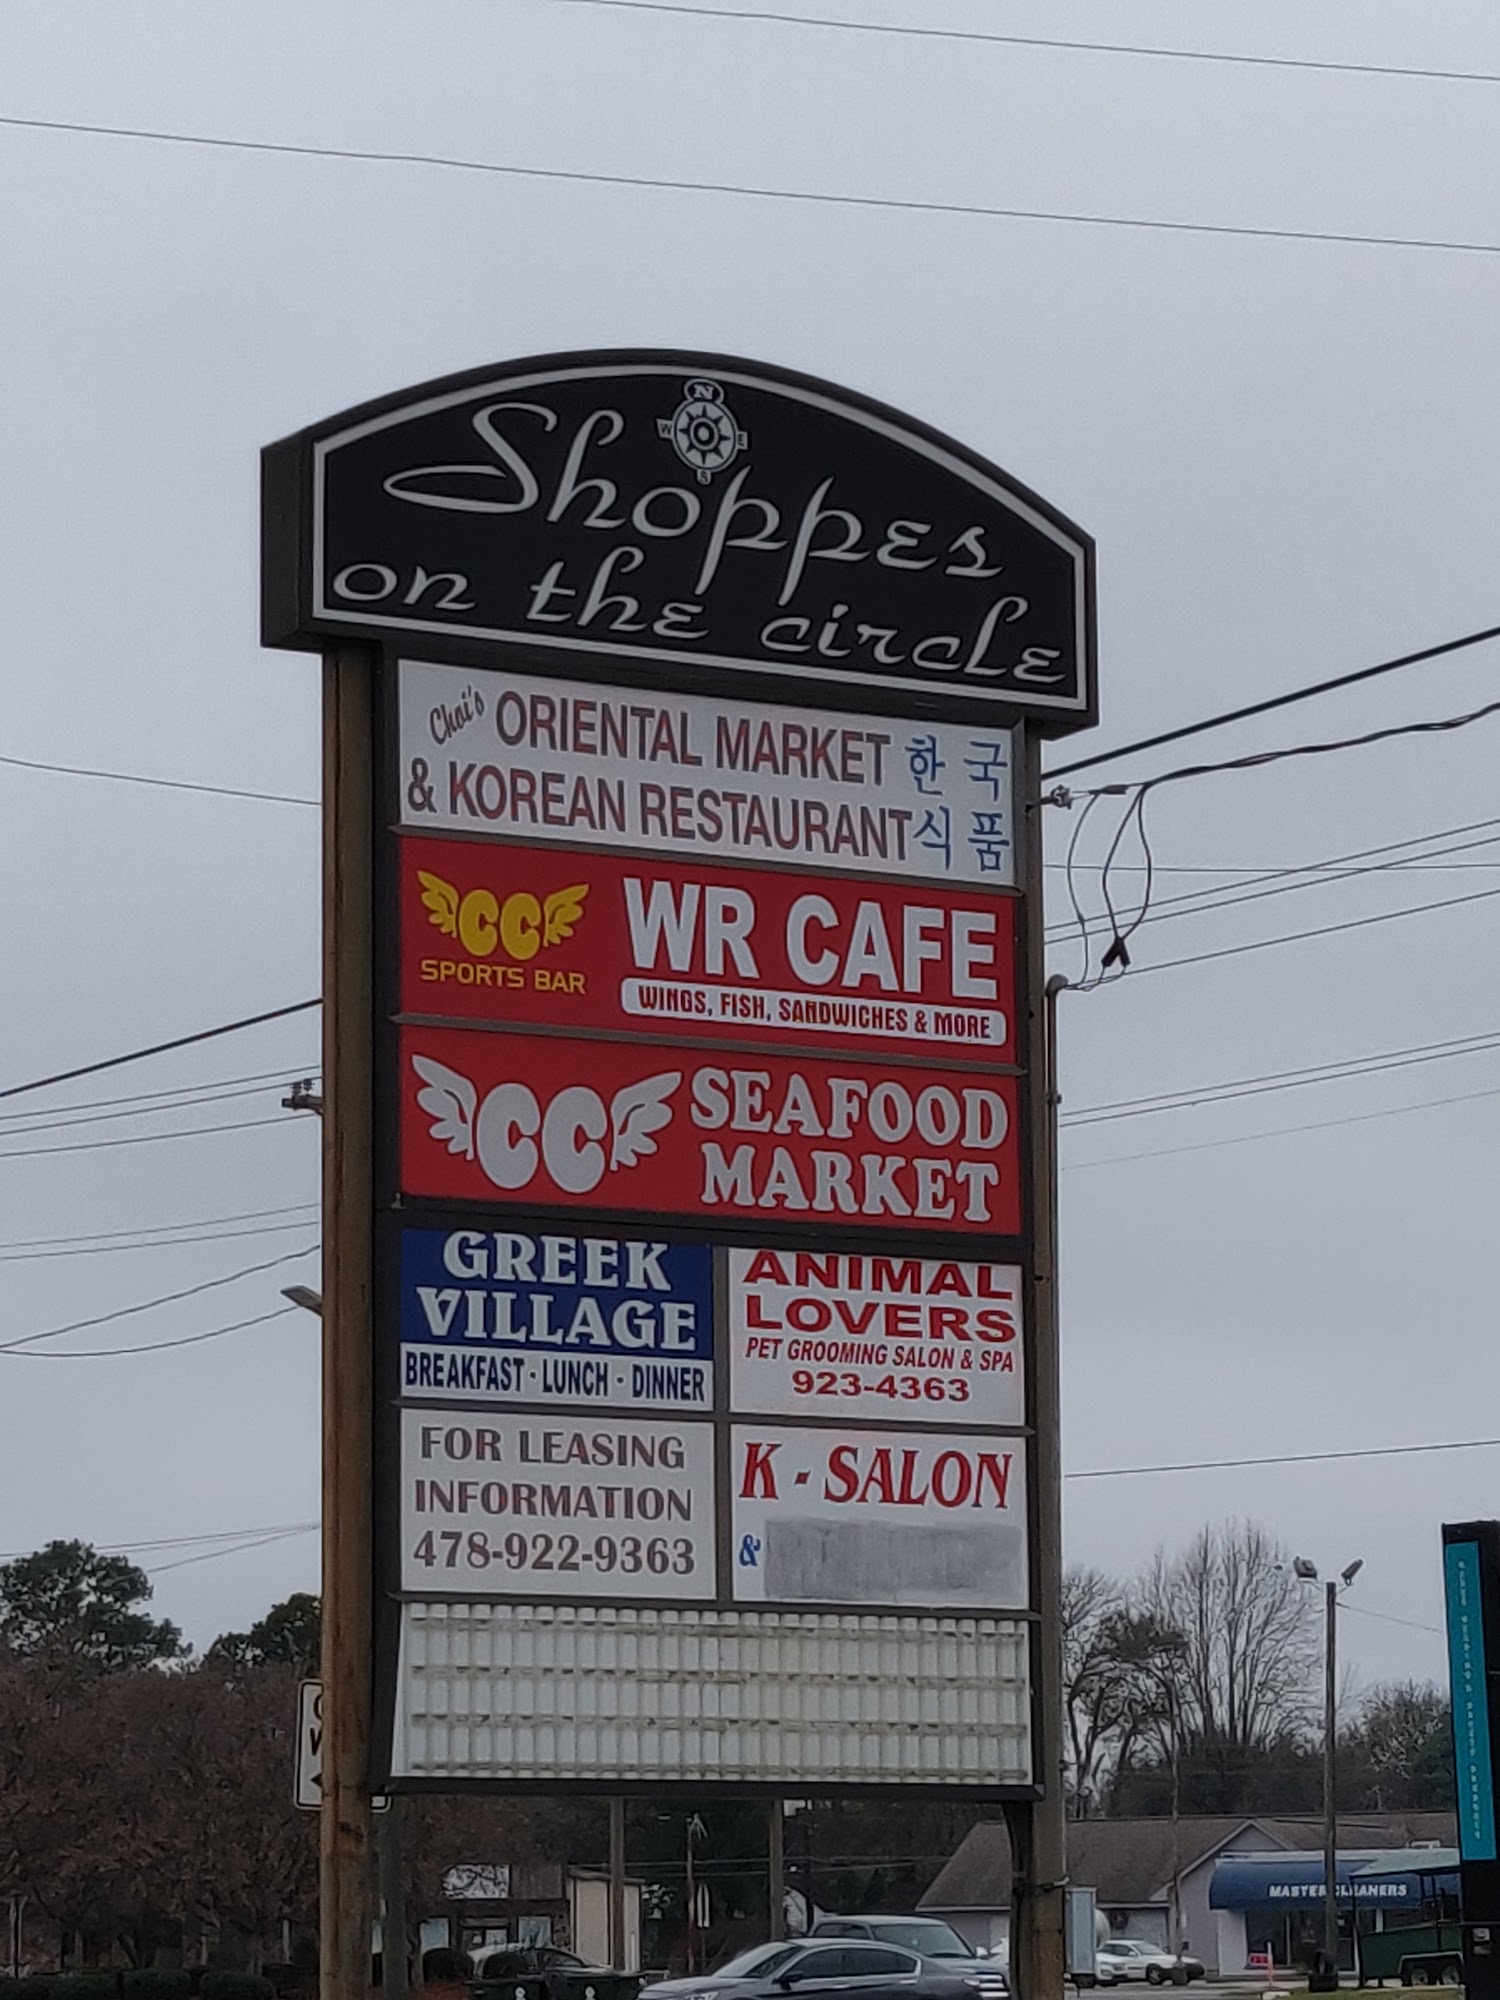 N
W E
S
Shoppes
on the circle
Choi's ORIENTAL MARKET 한국
& KOREAN RESTAURANT 식품
CC
SPORTS BAR
WR CAFE
WINGS, FISH, SANDWICHES & MORE
CC SEAFOOD
MARKET
GREEK
VILLAGE
BREAKFAST · LUNCH · DINNER
ANIMAL
LOVERS
PET GROOMING SALON & SPA
923-4363
FOR LEASING
INFORMATION
478-922-9363
K - SALON
&
MASTER CLEANERS